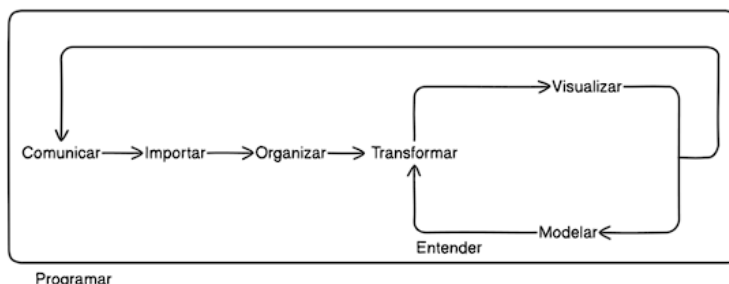 Visualizar
Comunicar Importar Organizar Transformar
Modelar
Entender
Programar